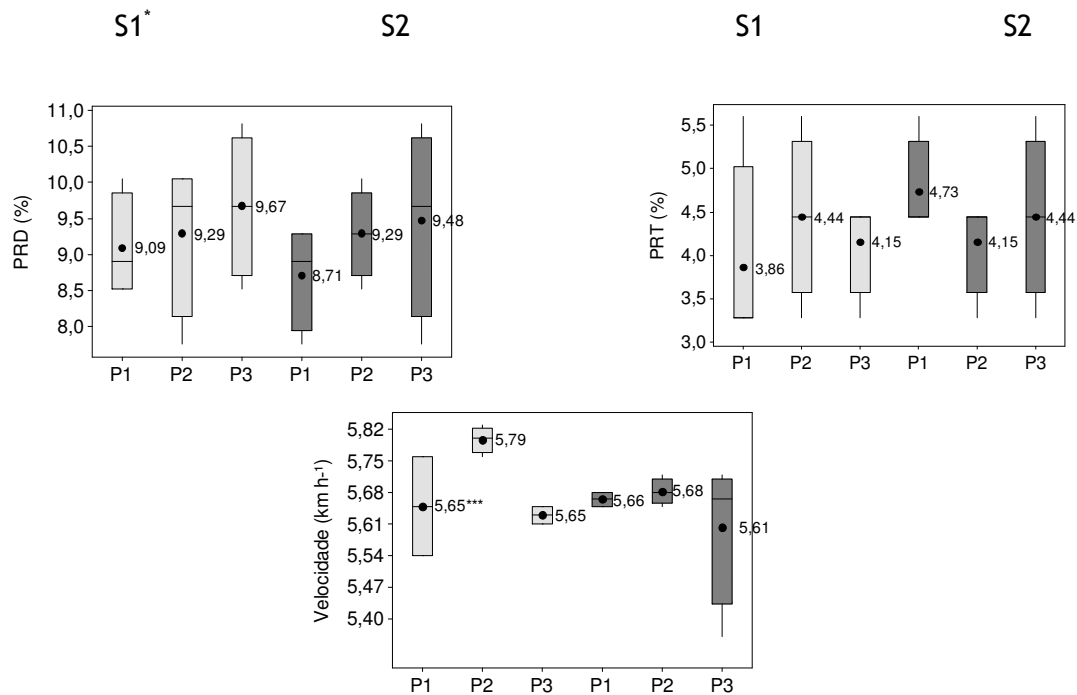 S1* S2 S1 S2
PRD (%)
11,0
10,5
10,0
9,5
9,0
8,5
8,0
9,09 9,29 9,67 8,71 9,29 9,48
P1 P2 P3 P1 P2 P3
PRT (%)
5,5
5,0
4,5
4,0
3,5
3,0
3,86 4,44 4,15 4,73 4,15 4,44
P1 P2 P3 P1 P2 P3
Velocidade (km h⁻¹)
5,82
5,75
5,68
5,61
5,54
5,47
5,40
5,65*** 5,79 5,65 5,66 5,68 5,61
P1 P2 P3 P1 P2 P3